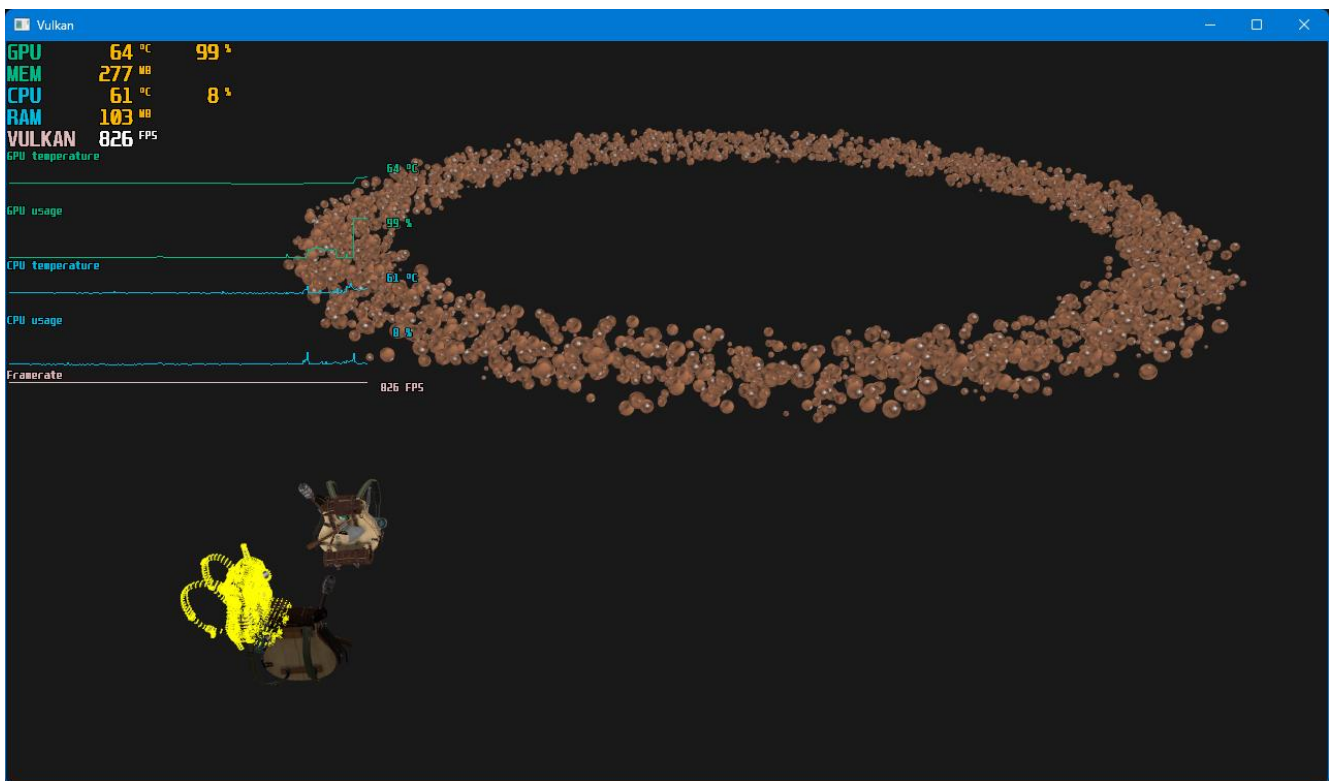 Vulkan
GPU 64 °C 99 %
MEM 277 MB
CPU 61 °C 8 %
RAM 103 MB
VULKAN 826 FPS
GPU temperature
64 °C
GPU usage
99 %
CPU temperature
61 °C
CPU usage
8 %
Framerate
826 FPS